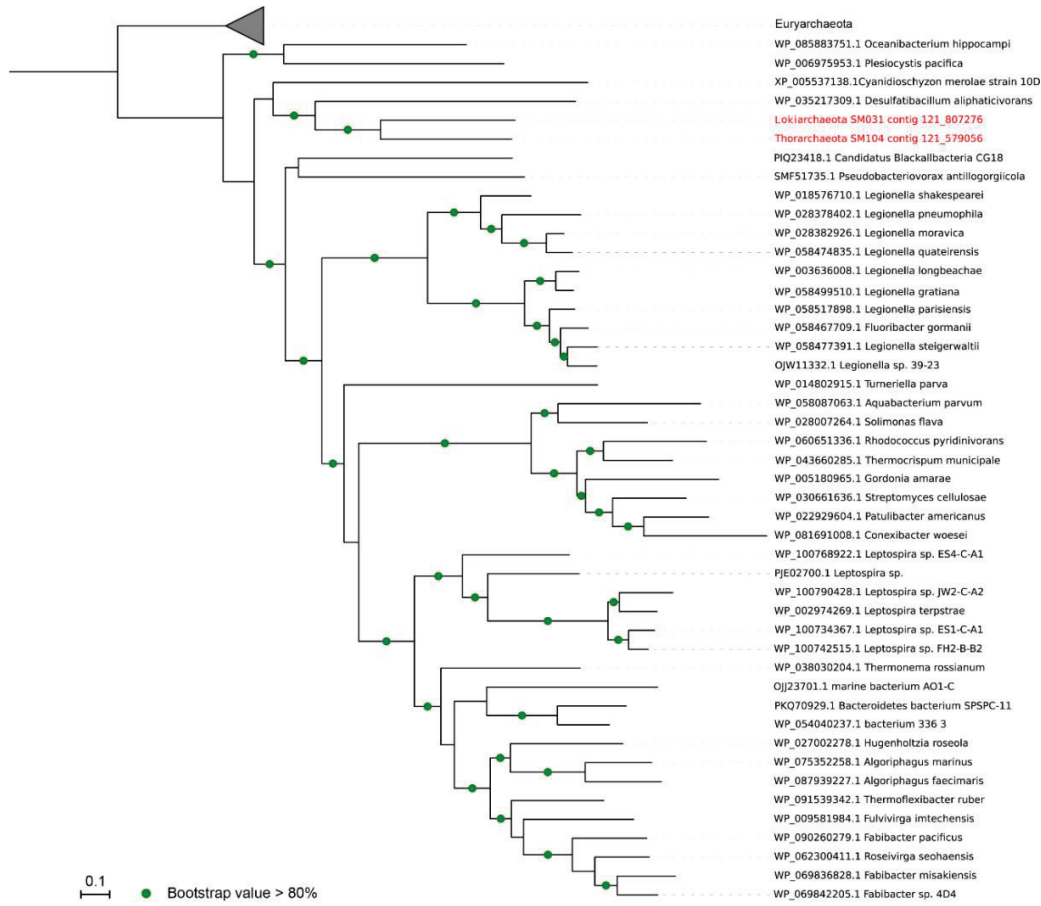 Euryarchaeota
WP_085883751.1 Oceanibacterium hippocampi
WP_006975953.1 Plesiocystis pacifica
XP_005537138.1Cyanidioschyzon merolae strain 10D
WP_035217309.1 Desulfatibacillum aliphaticivorans
Lokiarchaeota SM031 contig 121_807276
Thorarchaeota SM104 contig 121_579056
PIQ23418.1 Candidatus Blackallbacteria CG18
SMF51735.1 Pseudobacteriovorax antillogorgiicola
WP_018576710.1 Legionella shakespearei
WP_028378402.1 Legionella pneumophila
WP_028382926.1 Legionella moravica
WP_058474835.1 Legionella quateirensis
WP_003636008.1 Legionella longbeachae
WP_058499510.1 Legionella gratiana
WP_058517898.1 Legionella parisiensis
WP_058467709.1 Fluoribacter gormanii
WP_058477391.1 Legionella steigerwaltii
OJW11332.1 Legionella sp. 39-23
WP_014802915.1 Turneriella parva
WP_058087063.1 Aquabacterium parvum
WP_028007264.1 Solimonas flava
WP_060651336.1 Rhodococcus pyridinivorans
WP_043660285.1 Thermocrispum municipale
WP_005180965.1 Gordonia amarae
WP_030661636.1 Streptomyces cellulosae
WP_022929604.1 Patulibacter americanus
WP_081691008.1 Conexibacter woesei
WP_100768922.1 Leptospira sp. ES4-C-A1
PJE02700.1 Leptospira sp.
WP_100790428.1 Leptospira sp. JW2-C-A2
WP_002974269.1 Leptospira terpstrae
WP_100734367.1 Leptospira sp. ES1-C-A1
WP_100742515.1 Leptospira sp. FH2-B-B2
WP_038030204.1 Thermonema rossianum
OJJ23701.1 marine bacterium AO1-C
PKQ70929.1 Bacteroidetes bacterium SPSPC-11
WP_054040237.1 bacterium 336 3
WP_027002278.1 Hugenholtzia roseola
WP_075352258.1 Algoriphagus marinus
WP_087939227.1 Algoriphagus faecimaris
WP_091539342.1 Thermoflexibacter ruber
WP_009581984.1 Fulvivirga imtechensis
WP_090260279.1 Fabibacter pacificus
WP_062300411.1 Roseivirga seohaensis
WP_069836828.1 Fabibacter misakiensis
WP_069842205.1 Fabibacter sp. 4D4
0.1
Bootstrap value > 80%